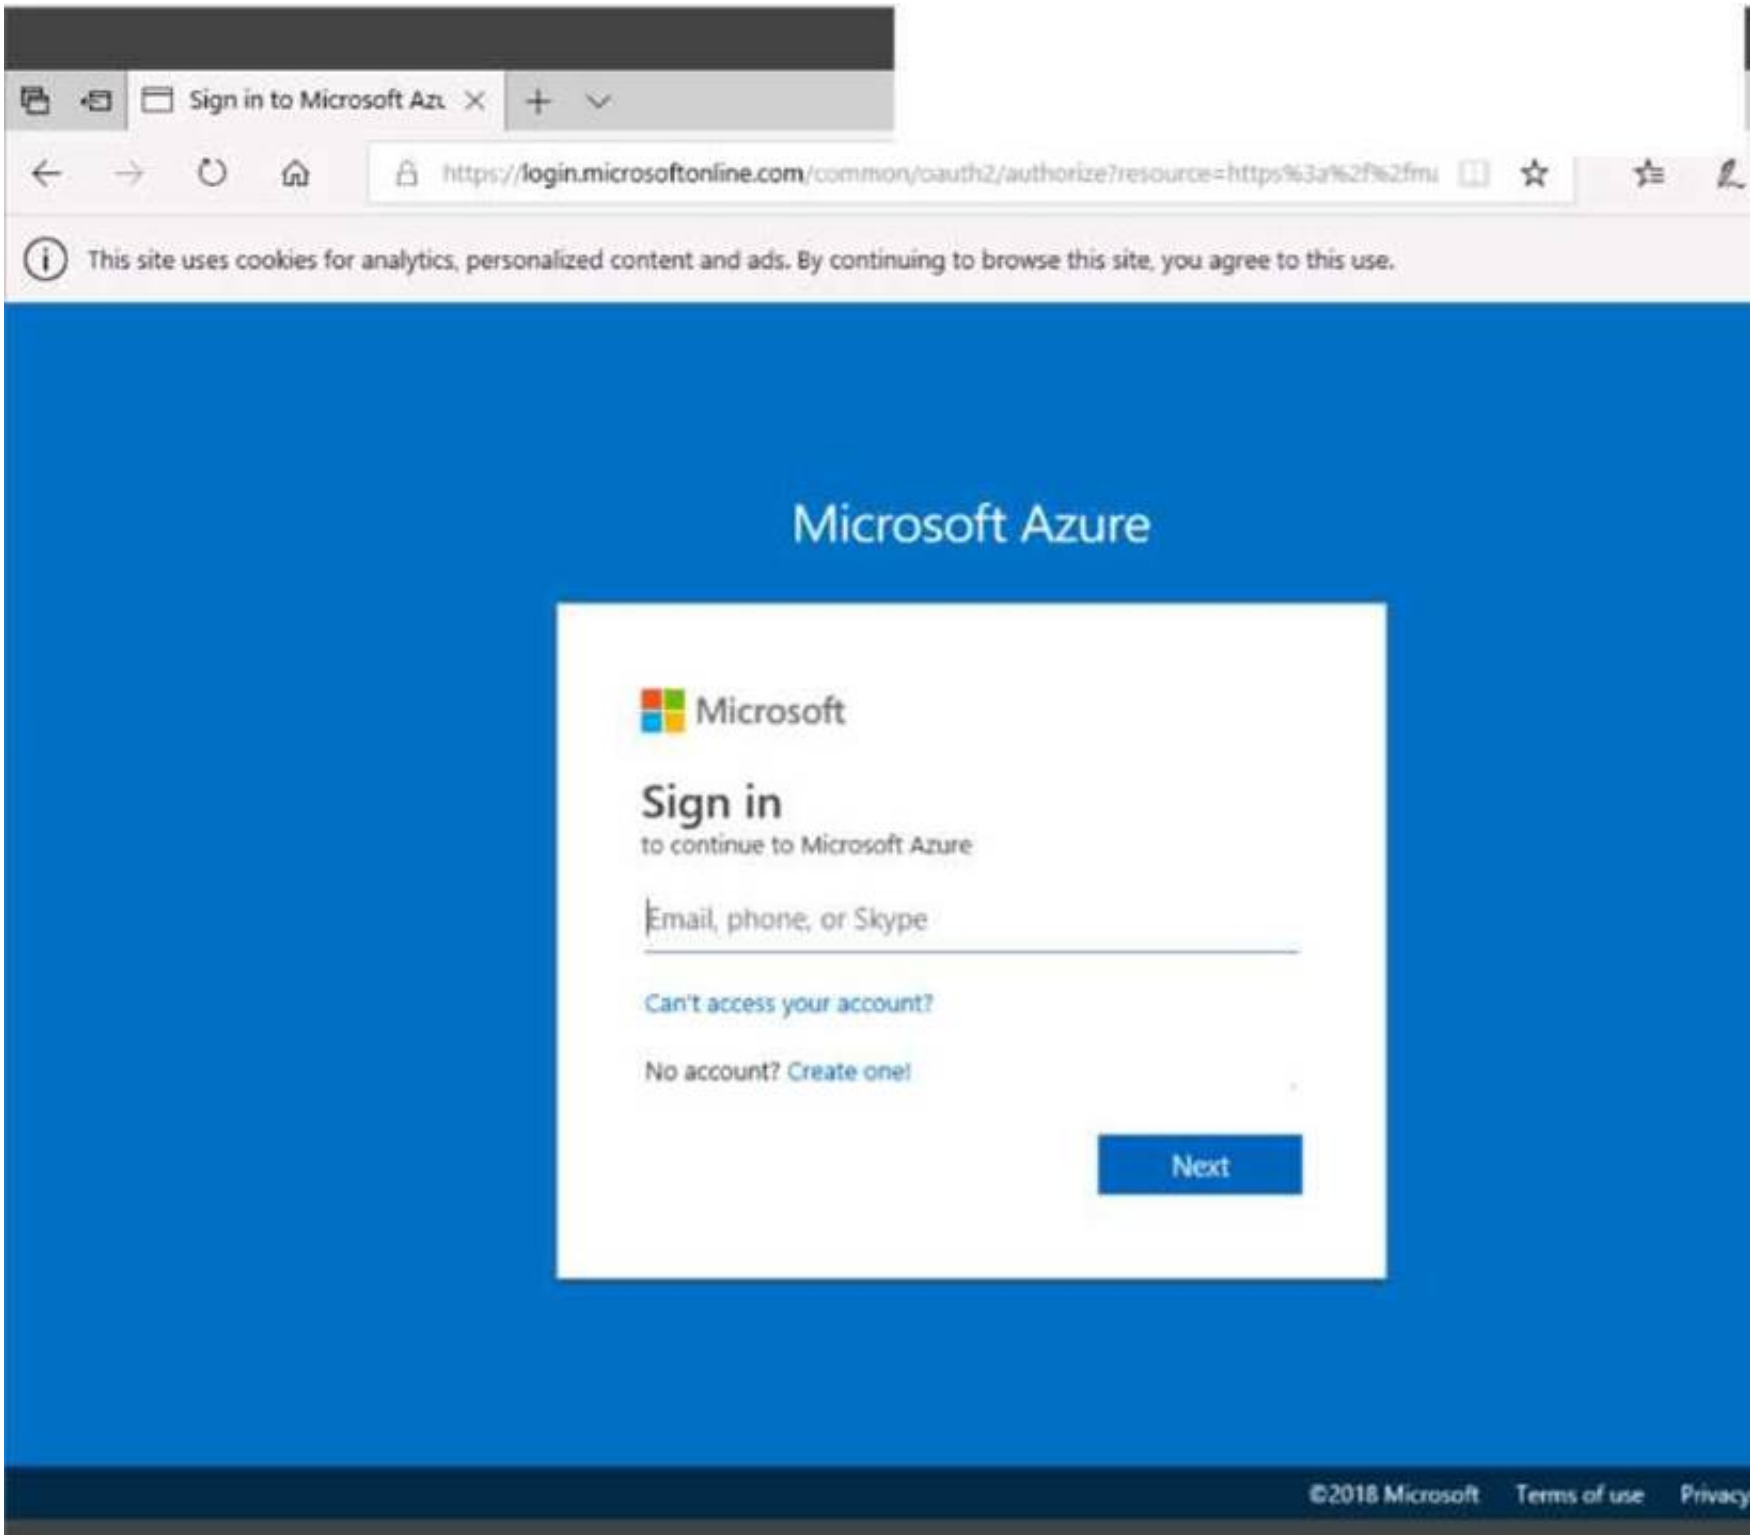 Sign in to Microsoft Azu
https://login.microsoftonline.com/common/oauth2/authorize?resource=https%3a%2f%2fma
This site uses cookies for analytics, personalized content and ads. By continuing to browse this site, you agree to this use.
Microsoft Azure
Microsoft
Sign in
to continue to Microsoft Azure
Email, phone, or Skype
Can't access your account?
No account? Create one!
Next
©2018 Microsoft Terms of use Privacy